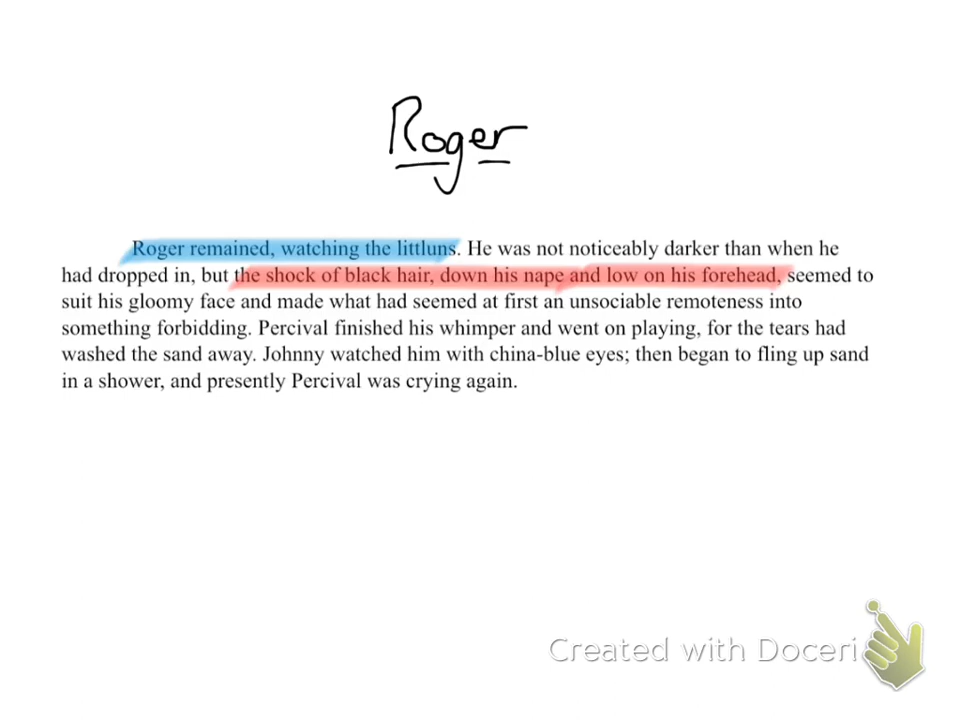 Roger
Roger remained, watching the littluns. He was not noticeably darker than when he
had dropped in, but the shock of black hair, down his nape and low on his forehead, seemed to
suit his gloomy face and made what had seemed at first an unsociable remoteness into
something forbidding. Percival finished his whimper and went on playing, for the tears had
washed the sand away. Johnny watched him with china-blue eyes; then began to fling up sand
in a shower, and presently Percival was crying again.
Created with Doceri